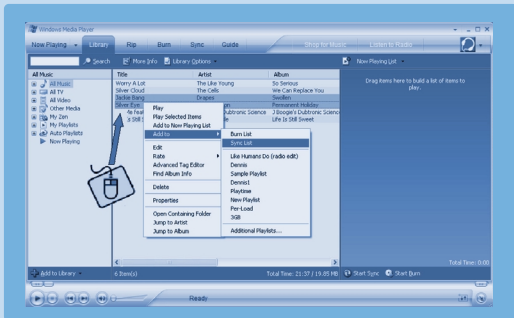 Windows Media Player
Now Playing Library Rip Burn Sync Guide Shop for Music Listen to Radio
Search More Info Library Options Now Playing List
All Music
All Music
All TV
All Video
Other Media
My Zen
My Playlists
Auto Playlists
Now Playing
Title Artist Album
Worry A Lot The Like Young So Serious
Silver Cloud The Cells We Can Replace You
Jackie Bang Drapes Swollen
Silver Eye Permanent Holiday
Dubtronic Science J Boogie's Dubtronic Scienc
's Still Life Is Still Sweet
Play
Play Selected Items
Add to Now Playing List
Add to
Edit
Rate
Advanced Tag Editor
Find Album Info
Delete
Properties
Open Containing Folder
Jump to Artist
Jump to Album
Burn List
Sync List
Like Humans Do (radio edit)
Dennis
Sample Playlist
Dennis1
Playtime
New Playlist
Per-Load
3GB
Additional Playlists...
Drag items here to build a list of items to
play.
Total Time: 0:00
Add to Library 6 Item(s) Total Time: 21:37 / 19.85 MB Start Sync Start Burn
Ready